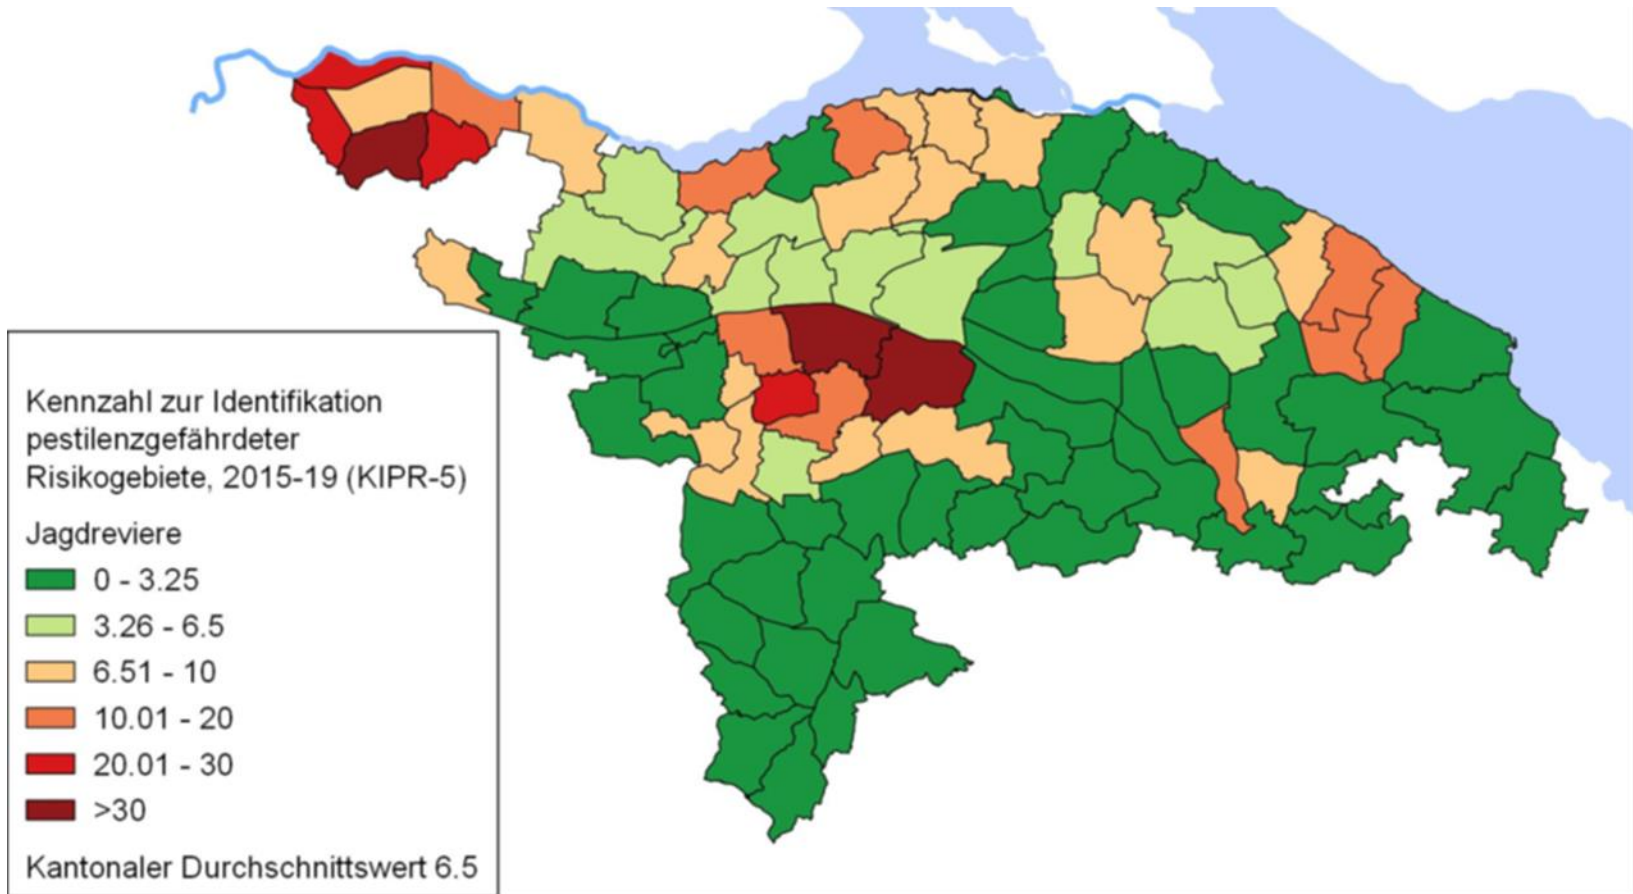 Kennzahl zur Identifikation
pestilenzgefährdeter
Risikogebiete, 2015-19 (KIPR-5)
Jagdreviere
0 - 3.25
3.26 - 6.5
6.51 - 10
10.01 - 20
20.01 - 30
>30
Kantonaler Durchschnittswert 6.5